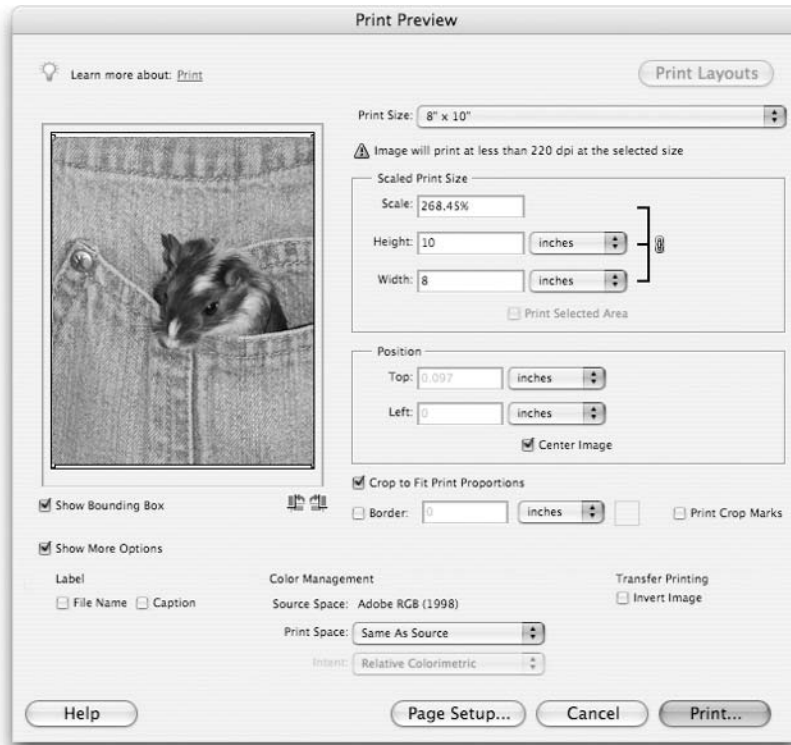 Print Preview
Learn more about: Print
Print Layouts
Print Size: 8" x 10"
Image will print at less than 220 dpi at the selected size
Scaled Print Size
Scale: 268.45%
Height: 10 inches
Width: 8 inches
Print Selected Area
Position
Top: 0.097 inches
Left: 0 inches
Center Image
Crop to Fit Print Proportions
Show Bounding Box
Border: 0 inches Print Crop Marks
Show More Options
Label Color Management Transfer Printing
File Name Caption Source Space: Adobe RGB (1998) Invert Image
Print Space: Same As Source
Intent: Relative Colorimetric
Help Page Setup... Cancel Print...